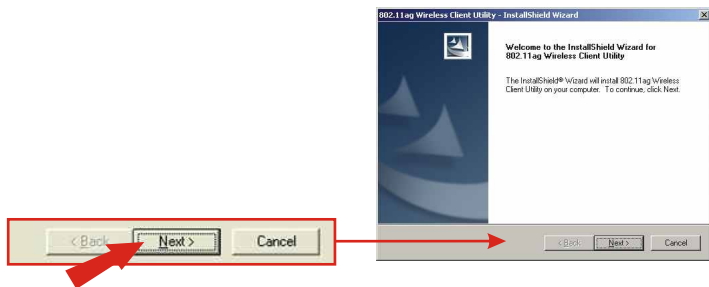 802.11ag Wireless Client Utility - InstallShield Wizard
Welcome to the InstallShield Wizard for
802.11ag Wireless Client Utility
The InstallShield® Wizard will install 802.11ag Wireless
Client Utility on your computer. To continue, click Next.
< Back Next > Cancel
< Back Next > Cancel